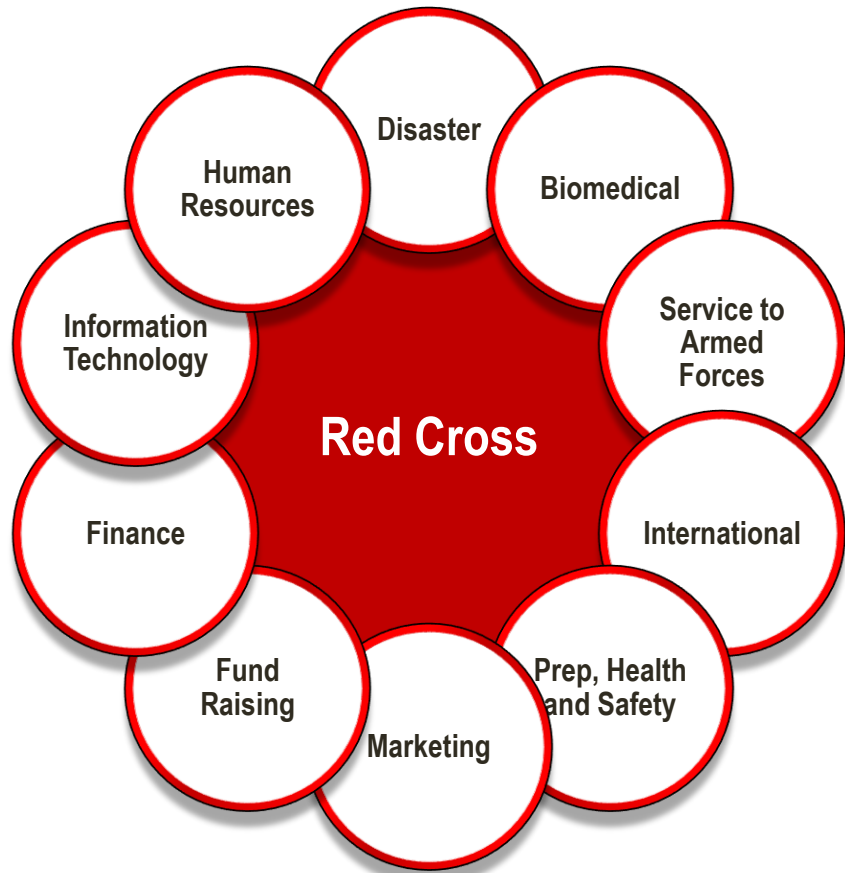 Disaster
Biomedical
Service to
Armed
Forces
International
Prep, Health
and Safety
Marketing
Fund
Raising
Finance
Information
Technology
Human
Resources
Red Cross